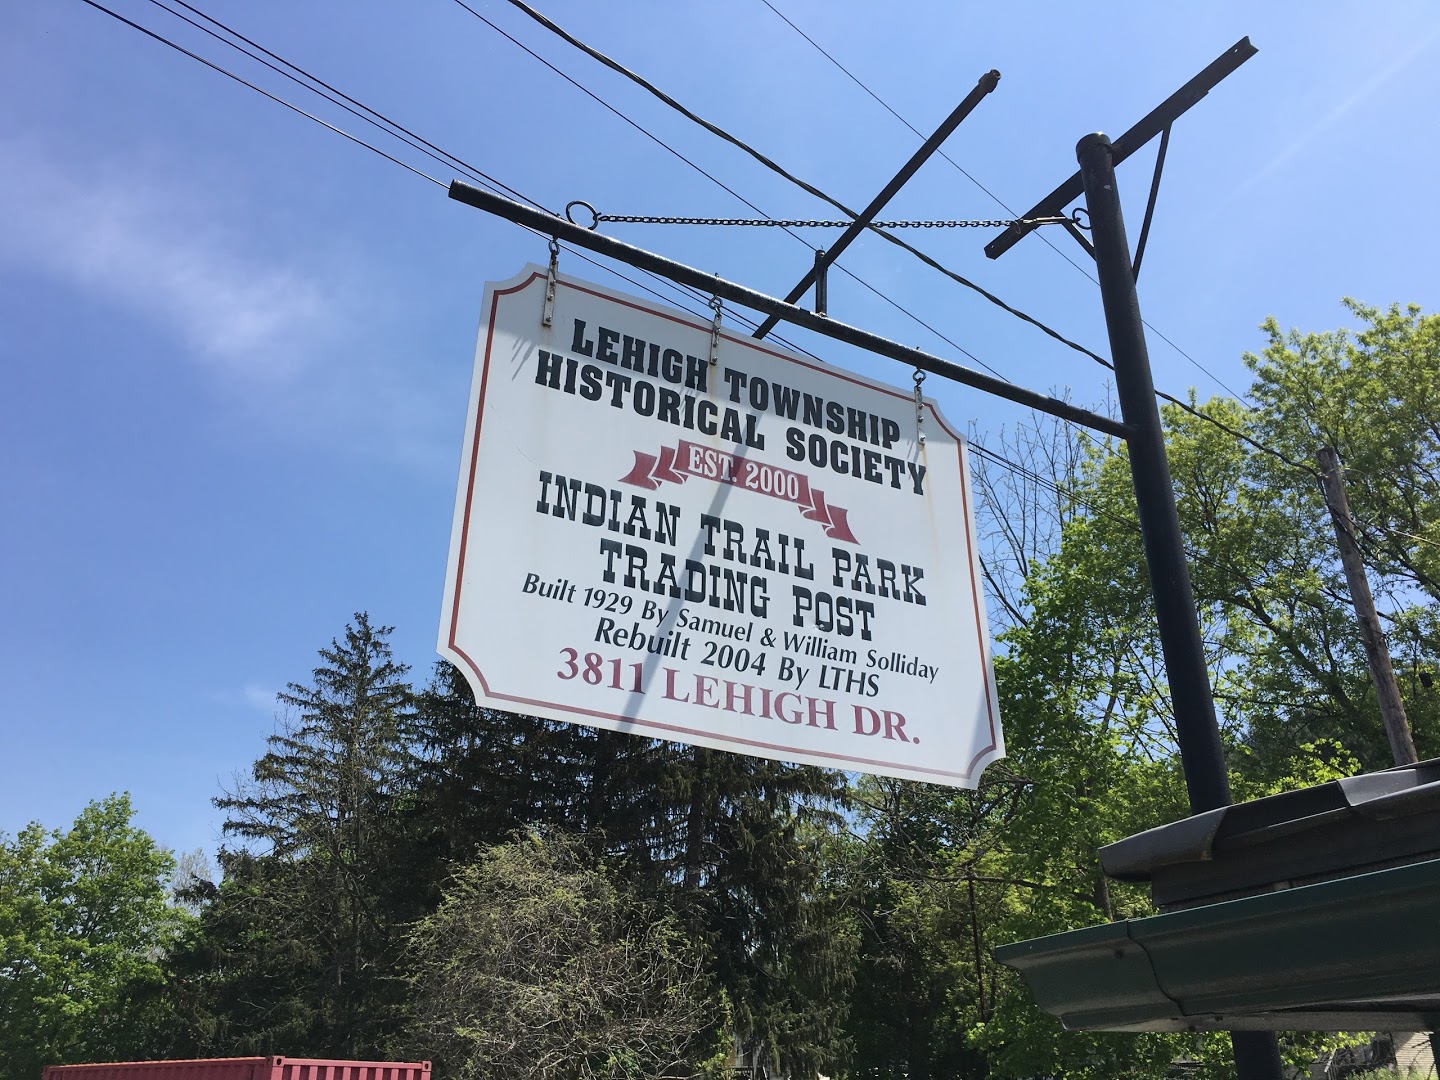 LEHIGH TOWNSHIP
HISTORICAL SOCIETY
EST. 2000
INDIAN TRAIL PARK
TRADING POST
Built 1929 By Samuel & William Solliday
Rebuilt 2004 By LTHS
3811 LEHIGH DR.